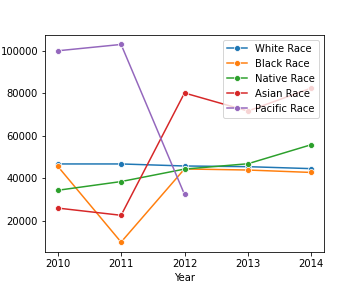 100000
80000
60000
40000
20000
2010 2011 2012 2013 2014
Year
White Race
Black Race
Native Race
Asian Race
Pacific Race